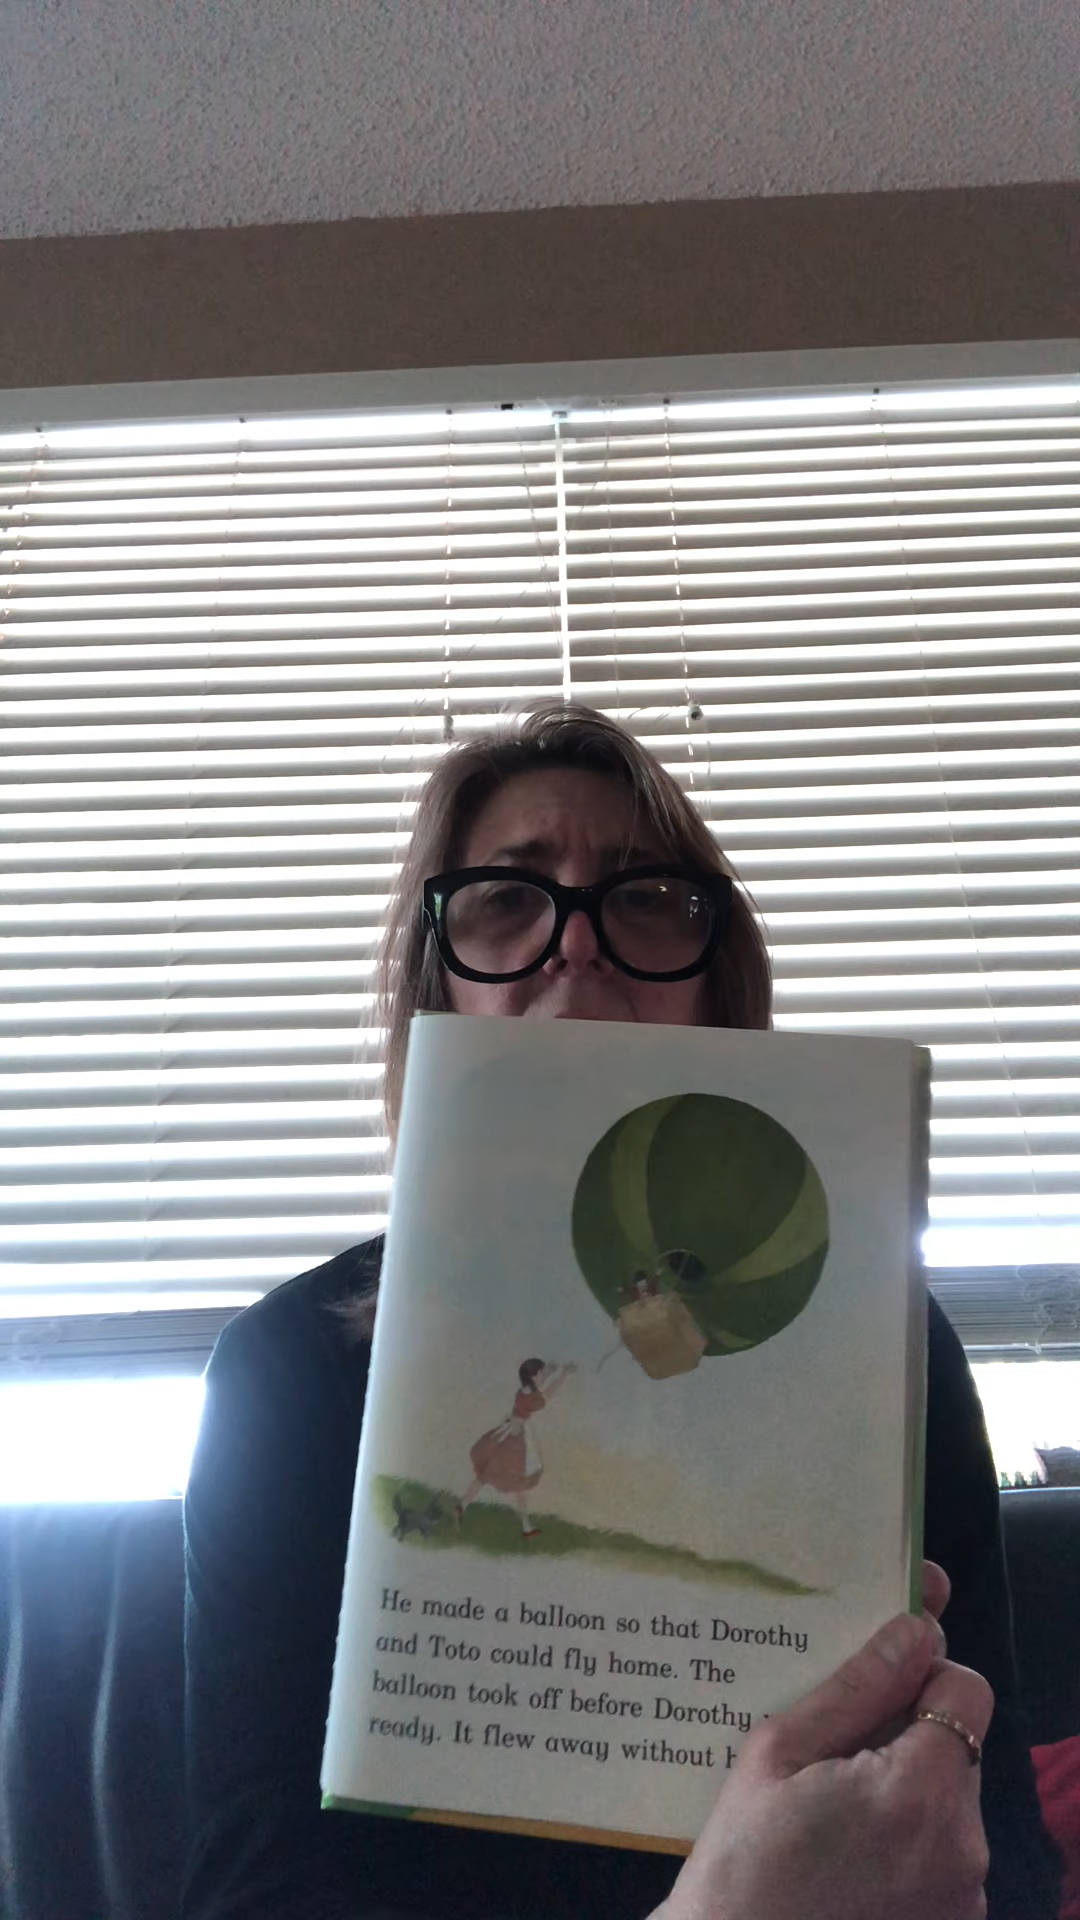 He made a balloon so that Dorothy
and Toto could fly home. The
balloon took off before Dorothy
ready. It flew away without